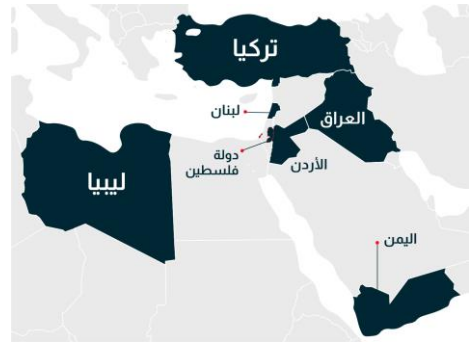 تركيا
لبنان
العراق
دولة
فلسطين
الأردن
ليبيا
اليمن